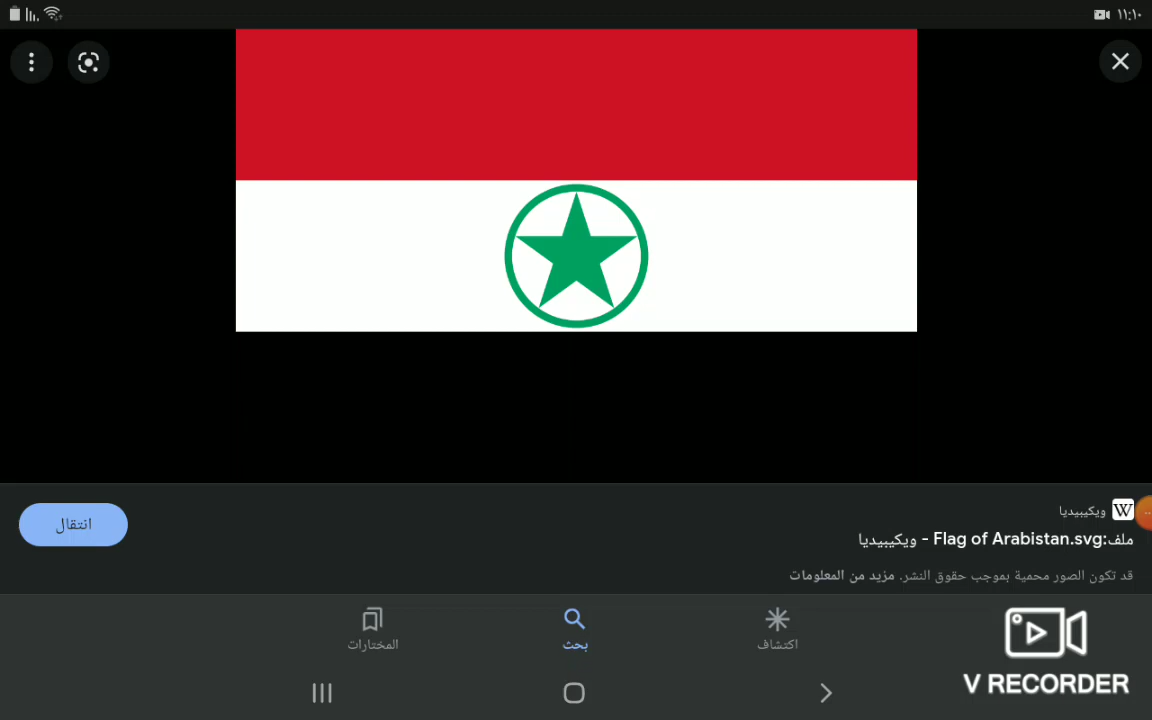 ١١:١٠
W ويكيبيديا
ملف:Flag of Arabistan.svg - ويكيبيديا
انتقال
قد تكون الصور محمية بموجب حقوق النشر. مزيد من المعلومات
اكتشاف
بحث
المختارات
V RECORDER